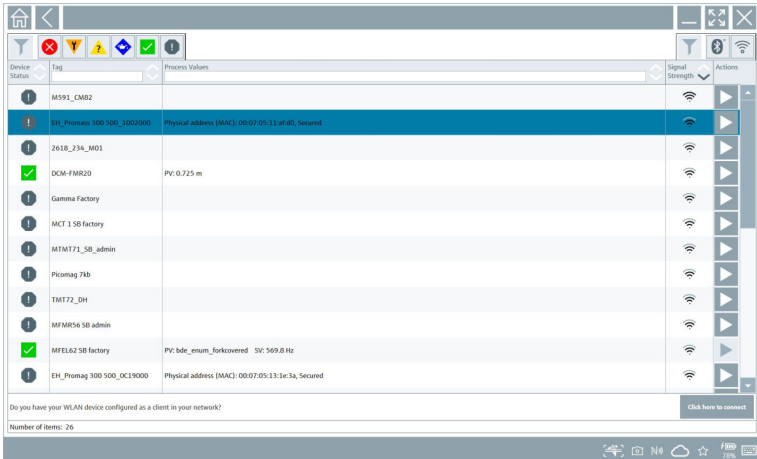 Device Status
Tag
Process Values
Signal Strength
Actions
M591_CM82
EH_Promass 300 500_1002000 Physical address (MAC): 00:07:05:31:af:d0, Secured
2618_234_M01
DCM-FMR20 PV: 0.725 m
Gamma Factory
MCT 1 SB factory
MTMT71_SB_admin
Picomag 7kb
TMT72_DH
MFMR56 SB admin
MFEL62 SB factory PV: bde_enum_forkcovered SV: 569.8 Hz
EH_Promag 300 500_0C19000 Physical address (MAC): 00:07:05:13:1e:3a, Secured
Do you have your WLAN device configured as a client in your network? Click here to connect
Number of items: 26
78%